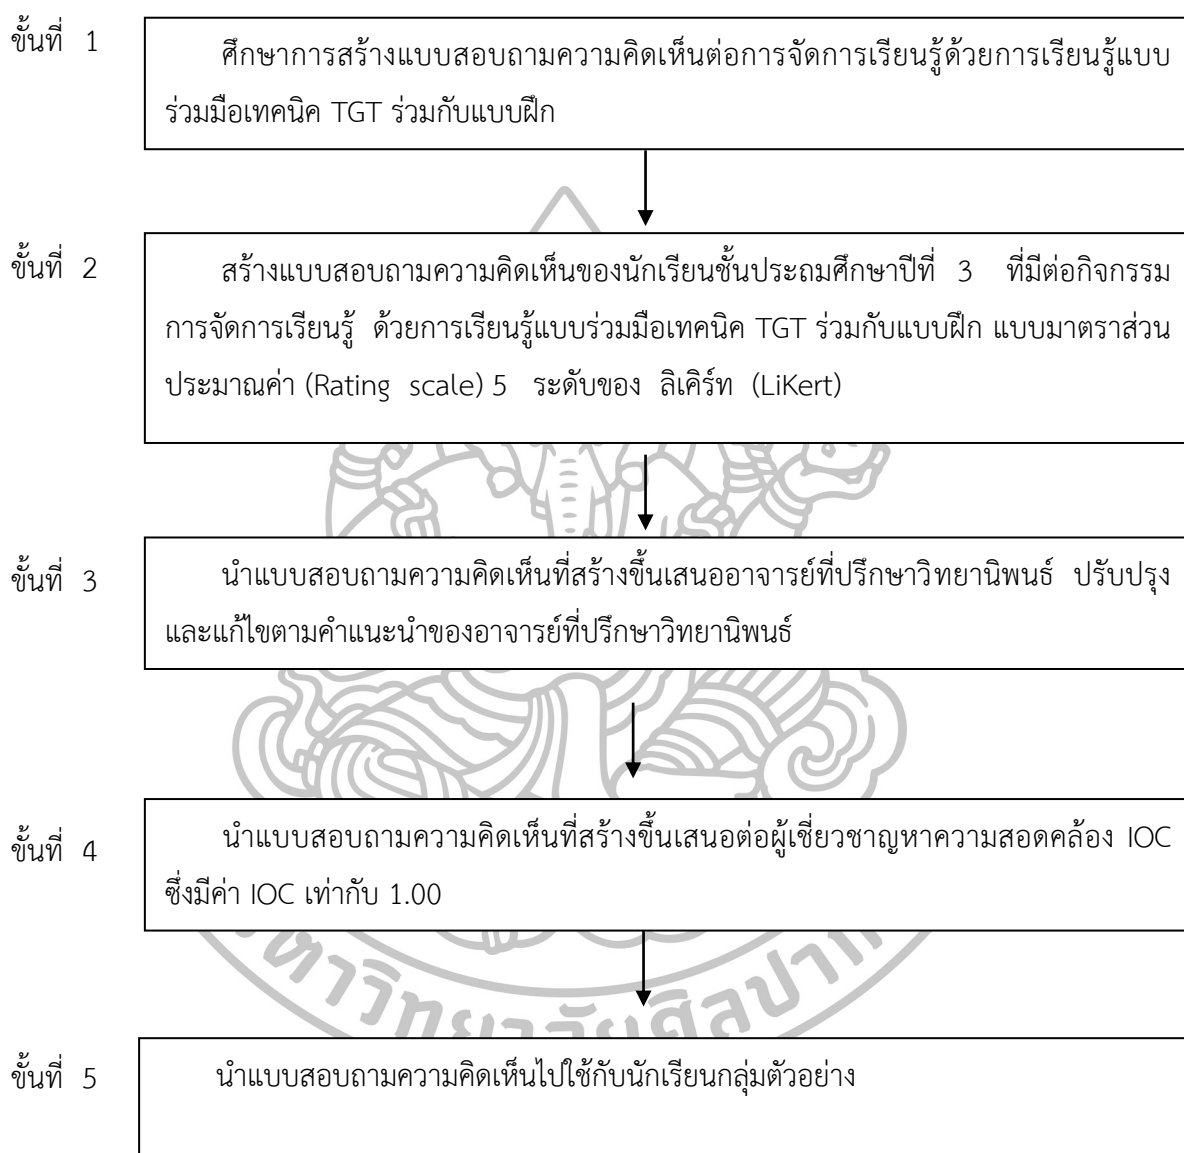 ขั้นที่ 1
ศึกษาการสร้างแบบสอบถามความคิดเห็นต่อการจัดการเรียนรู้ด้วยการเรียนรู้แบบ
ร่วมมือเทคนิค TGT ร่วมกับแบบฝึก
ขั้นที่ 2
สร้างแบบสอบถามความคิดเห็นของนักเรียนชั้นประถมศึกษาปีที่ 3 ที่มีต่อกิจกรรม
การจัดการเรียนรู้ ด้วยการเรียนรู้แบบร่วมมือเทคนิค TGT ร่วมกับแบบฝึก แบบมาตราส่วน
ประมาณค่า (Rating scale) 5 ระดับของ ลิเคิร์ท (LiKert)
ขั้นที่ 3
นำแบบสอบถามความคิดเห็นที่สร้างขึ้นเสนออาจารย์ที่ปรึกษาวิทยานิพนธ์ ปรับปรุง
และแก้ไขตามคำแนะนำของอาจารย์ที่ปรึกษาวิทยานิพนธ์
ขั้นที่ 4
นำแบบสอบถามความคิดเห็นที่สร้างขึ้นเสนอต่อผู้เชี่ยวชาญหาความสอดคล้อง IOC
ซึ่งมีค่า IOC เท่ากับ 1.00
ขั้นที่ 5
นำแบบสอบถามความคิดเห็นไปใช้กับนักเรียนกลุ่มตัวอย่าง